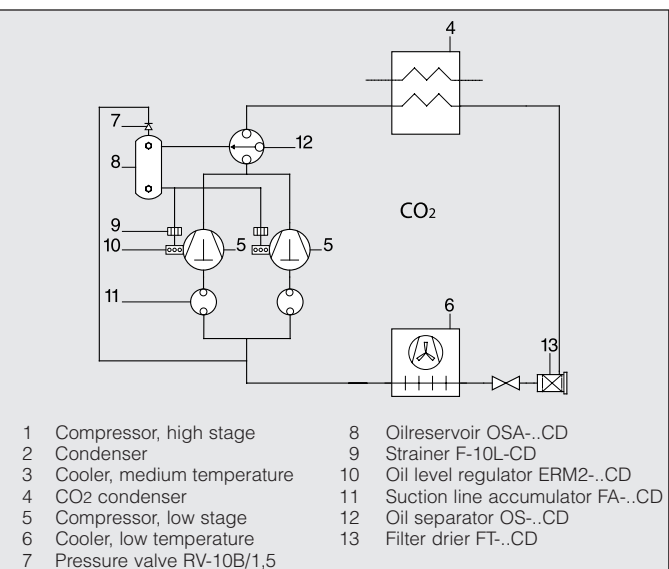 4
7
8
12
CO2
9
10
5
5
11
6
13
1 Compressor, high stage
2 Condenser
3 Cooler, medium temperature
4 CO2 condenser
5 Compressor, low stage
6 Cooler, low temperature
7 Pressure valve RV-10B/1,5
8 Oilreservoir OSA-..CD
9 Strainer F-10L-CD
10 Oil level regulator ERM2-..CD
11 Suction line accumulator FA-..CD
12 Oil separator OS-..CD
13 Filter drier FT-..CD